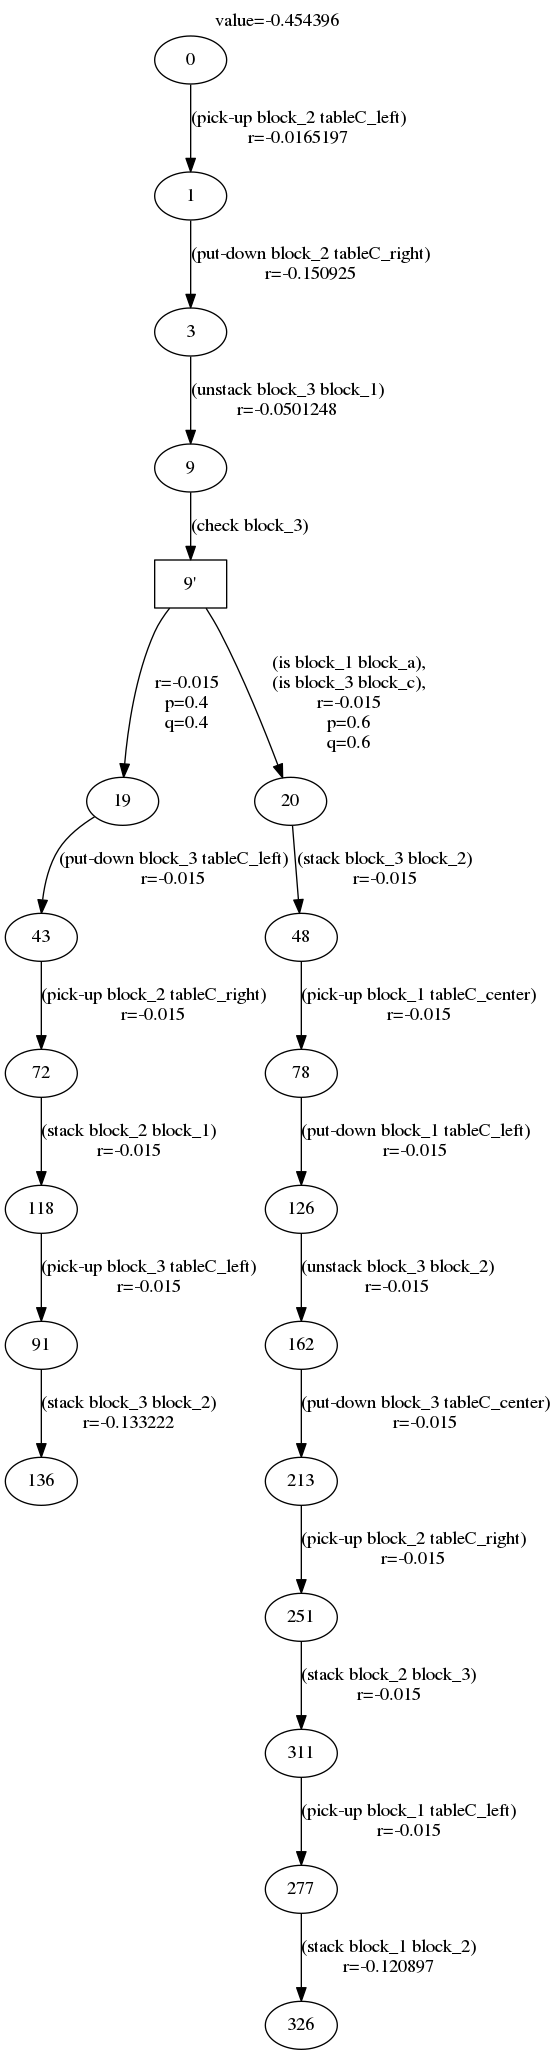 value=-0.454396
0
(pick-up block_2 tableC_left)
r=-0.0165197
1
(put-down block_2 tableC_right)
r=-0.150925
3
(unstack block_3 block_1)
r=-0.0501248
9
(check block_3)
9'
r=-0.015
p=0.4
q=0.4
(is block_1 block_a),
(is block_3 block_c),
r=-0.015
p=0.6
q=0.6
19
20
(put-down block_3 tableC_left)
r=-0.015
(stack block_3 block_2)
r=-0.015
43
48
(pick-up block_2 tableC_right)
r=-0.015
(pick-up block_1 tableC_center)
r=-0.015
72
78
(stack block_2 block_1)
r=-0.015
(put-down block_1 tableC_left)
r=-0.015
118
126
(pick-up block_3 tableC_left)
r=-0.015
(unstack block_3 block_2)
r=-0.015
91
162
(stack block_3 block_2)
r=-0.133222
(put-down block_3 tableC_center)
r=-0.015
136
213
(pick-up block_2 tableC_right)
r=-0.015
251
(stack block_2 block_3)
r=-0.015
311
(pick-up block_1 tableC_left)
r=-0.015
277
(stack block_1 block_2)
r=-0.120897
326